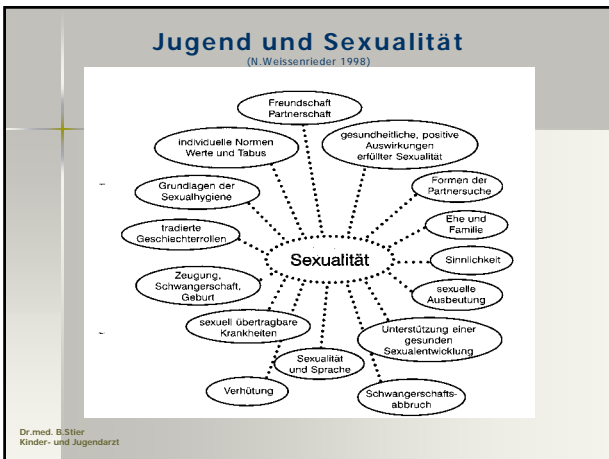 Jugend und Sexualität
(N.Weissenrieder 1998)
Freundschaft
Partnerschaft
individuelle Normen
Werte und Tabus
gesundheitliche, positive
Auswirkungen
erfüllter Sexualität
Grundlagen der
Sexualhygiene
Formen der
Partnersuche
tradierte
Geschlechterrollen
Ehe und
Familie
Sexualität
Sinnlichkeit
Zeugung,
Schwangerschaft,
Geburt
sexuelle
Ausbeutung
sexuell übertragbare
Krankheiten
Unterstützung einer
gesunden
Sexualentwicklung
Sexualität
und Sprache
Verhütung
Schwangerschafts-
abbruch
Dr.med. B.Stier
Kinder- und Jugendarzt